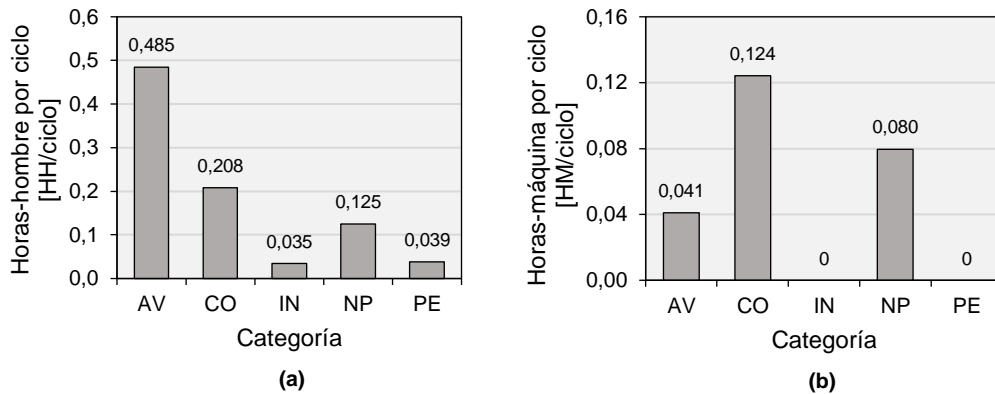 Horas-hombre por ciclo
[HH/ciclo]
0,6
0,5
0,4
0,3
0,2
0,1
0,0
0,485
0,208
0,035
0,125
0,039
AV CO IN NP PE
Categoría
(a)
Horas-máquina por ciclo
[HM/ciclo]
0,16
0,12
0,08
0,04
0,00
0,041
0,124
0
0,080
0
AV CO IN NP PE
Categoría
(b)